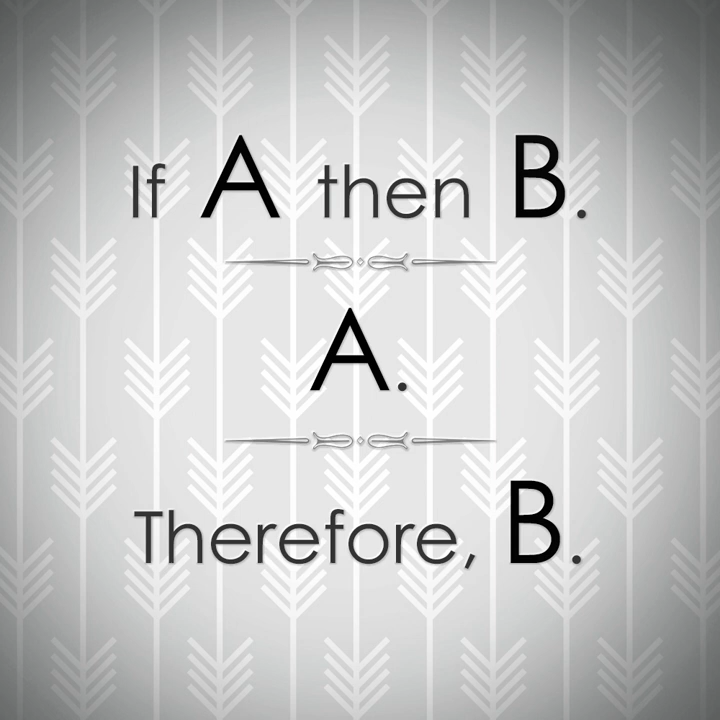 If A then B.
A.
Therefore, B.